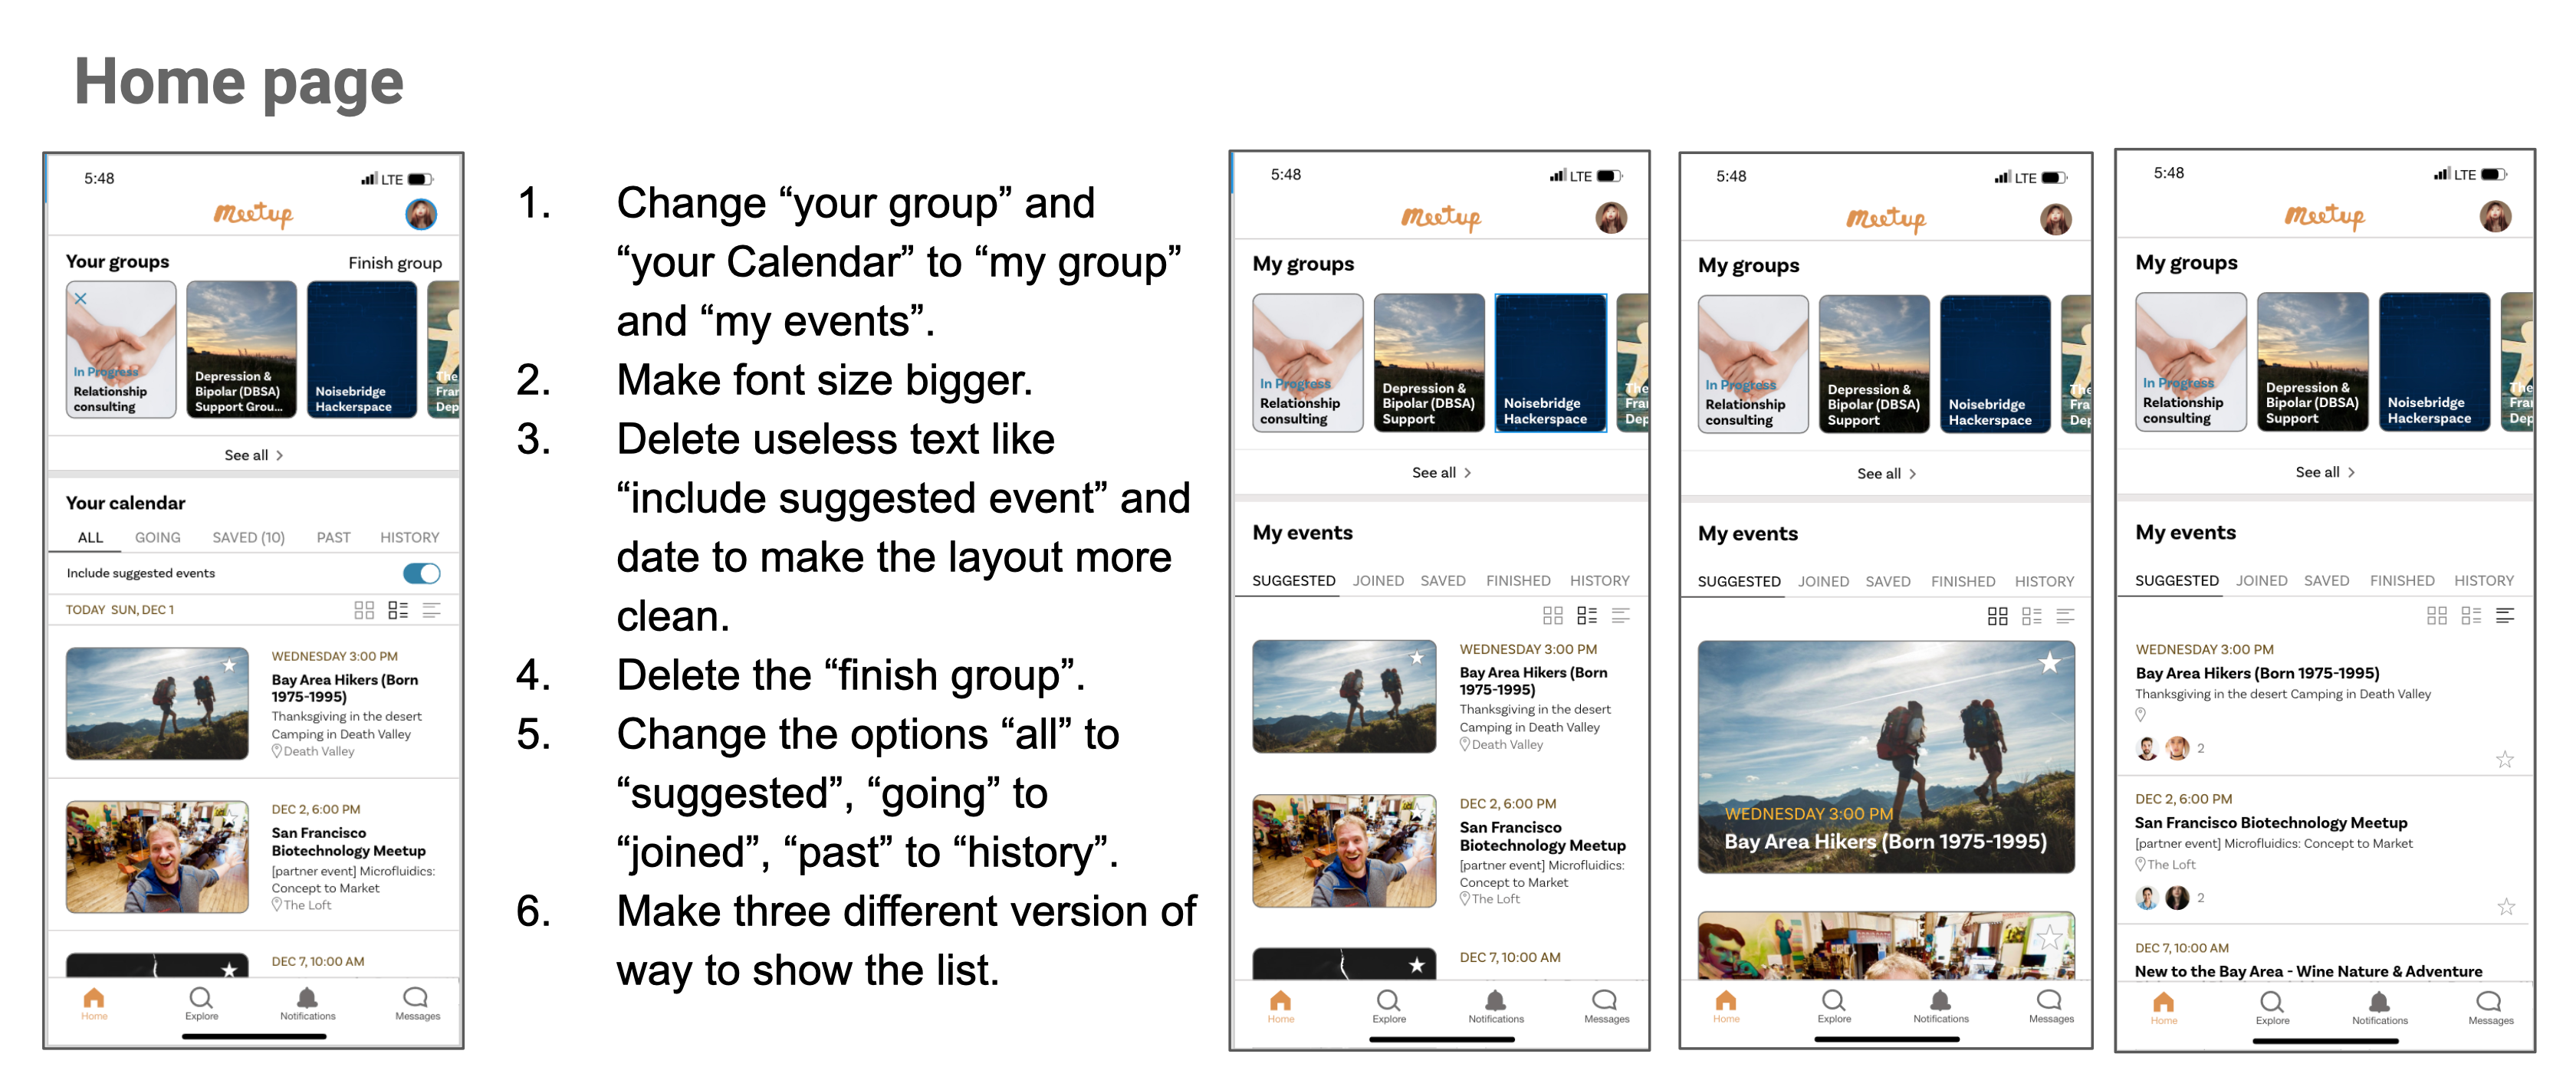 Home page
5:48 LTE
meetup
Your groups Finish group
In Progress
Relationship
consulting
Depression &
Bipolar (DBSA)
Support Grou...
Noisebridge
Hackerspace
The
Fran
Dep
See all >
Your calendar
ALL GOING SAVED (10) PAST HISTORY
Include suggested events
TODAY SUN, DEC 1
WEDNESDAY 3:00 PM
Bay Area Hikers (Born
1975-1995)
Thanksgiving in the desert
Camping in Death Valley
Death Valley
DEC 2, 6:00 PM
San Francisco
Biotechnology Meetup
[partner event] Microfluidics:
Concept to Market
The Loft
DEC 7, 10:00 AM
Home Explore Notifications Messages
1. Change “your group” and
“your Calendar” to “my group”
and “my events”.
2. Make font size bigger.
3. Delete useless text like
“include suggested event” and
date to make the layout more
clean.
4. Delete the “finish group”.
5. Change the options “all” to
“suggested”, “going” to
“joined”, “past” to “history”.
6. Make three different version of
way to show the list.
5:48 LTE
meetup
My groups
In Progress
Relationship
consulting
Depression &
Bipolar (DBSA)
Support
Noisebridge
Hackerspace
The
Fran
Dep
See all >
My events
SUGGESTED JOINED SAVED FINISHED HISTORY
WEDNESDAY 3:00 PM
Bay Area Hikers (Born
1975-1995)
Thanksgiving in the desert
Camping in Death Valley
Death Valley
DEC 2, 6:00 PM
San Francisco
Biotechnology Meetup
[partner event] Microfluidics:
Concept to Market
The Loft
DEC 7, 10:00 AM
Home Explore Notifications Messages
5:48 LTE
meetup
My groups
In Progress
Relationship
consulting
Depression &
Bipolar (DBSA)
Support
Noisebridge
Hackerspace
The
Fra
Dep
See all >
My events
SUGGESTED JOINED SAVED FINISHED HISTORY
WEDNESDAY 3:00 PM
Bay Area Hikers (Born 1975-1995)
Home Explore Notifications Messages
5:48 LTE
meetup
My groups
In Progress
Relationship
consulting
Depression &
Bipolar (DBSA)
Support
Noisebridge
Hackerspace
The
Fran
Dep
See all >
My events
SUGGESTED JOINED SAVED FINISHED HISTORY
WEDNESDAY 3:00 PM
Bay Area Hikers (Born 1975-1995)
Thanksgiving in the desert Camping in Death Valley
2
DEC 2, 6:00 PM
San Francisco Biotechnology Meetup
[partner event] Microfluidics: Concept to Market
The Loft
2
DEC 7, 10:00 AM
New to the Bay Area - Wine Nature & Adventure
Home Explore Notifications Messages